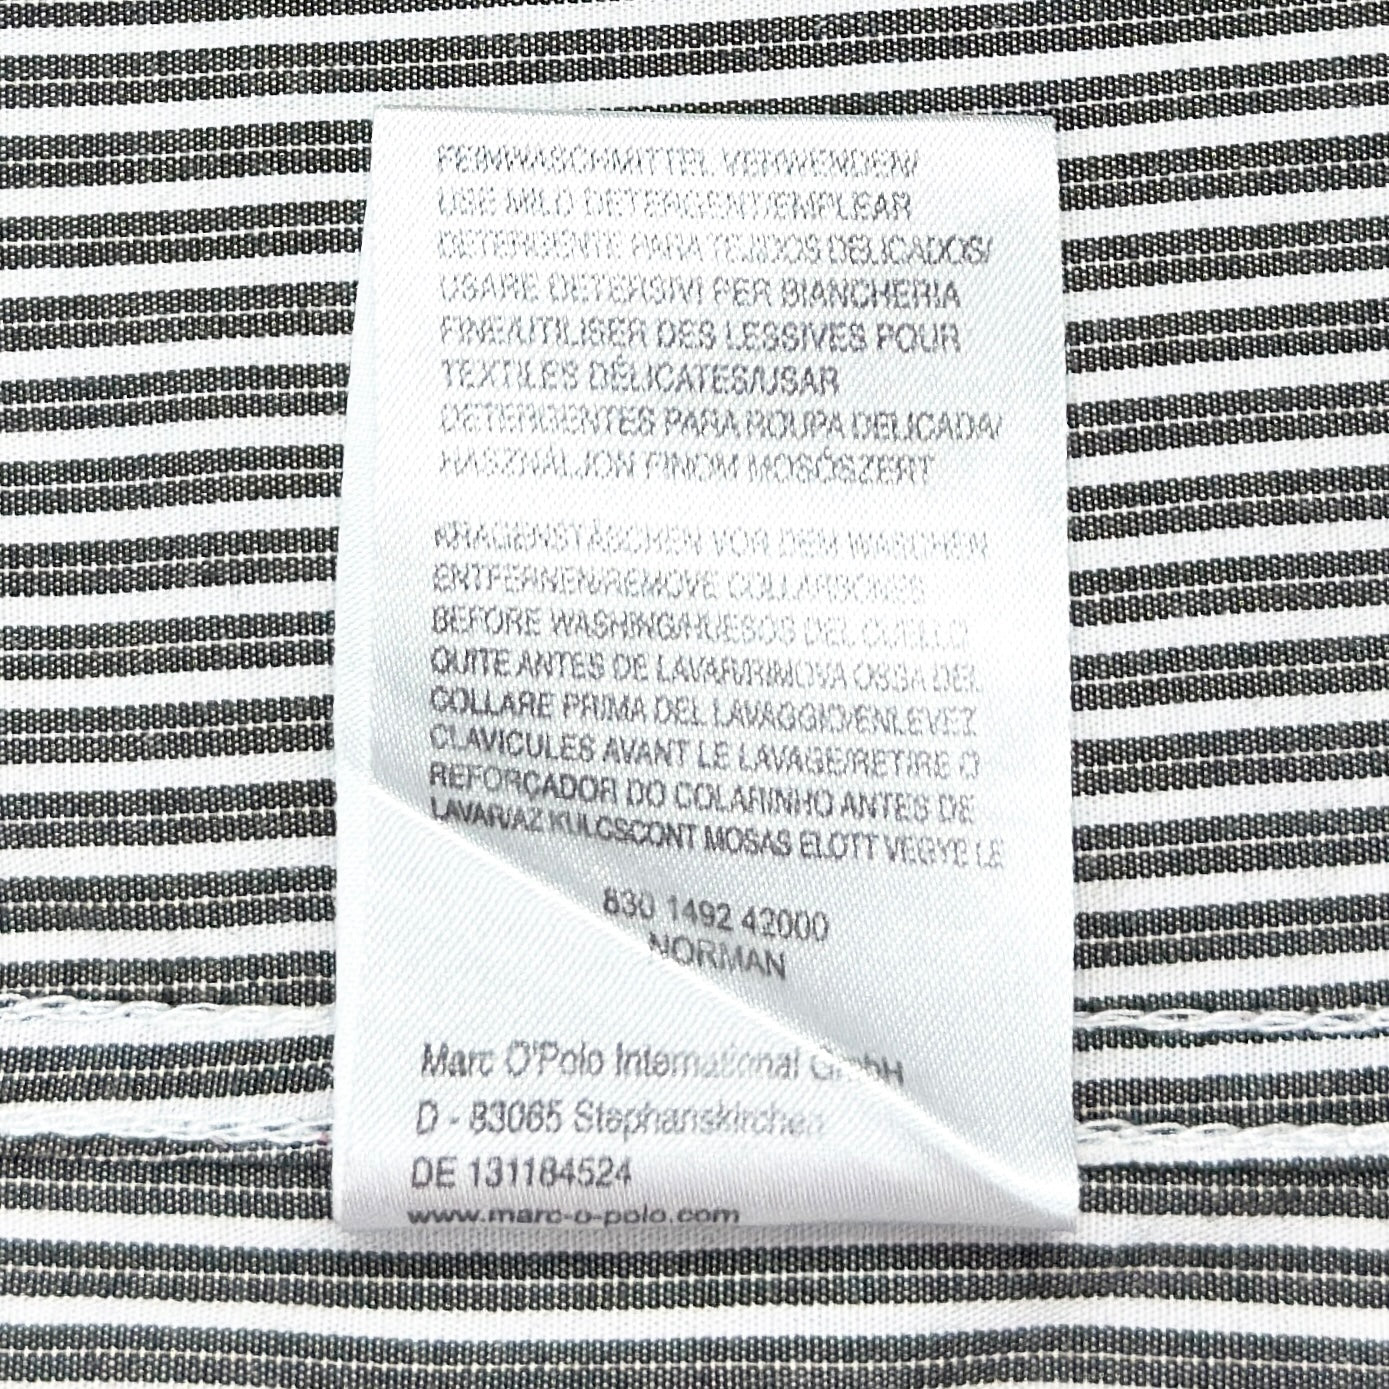 FEINWASCHMITTEL VERWENDEN/
USE MILD DETERGENT/EMPLEAR
DETERGENTE PARA TEJIDOS DELICADOS/
USARE DETERSIVI PER BIANCHERIA
FINE/UTILISER DES LESSIVES POUR
TEXTILES DÉLICATES/USAR
DETERGENTES PARA ROUPA DELICADA/
HASZNÁLJON FINOM MOSÓSZERT
KRAGENSTÄBCHEN VOR DEM WASCHEN
ENTFERNEN/REMOVE COLLARBONES
BEFORE WASHING/HUESOS DEL CUELLO
QUITE ANTES DE LAVAR/RIMOVA OSSA DEL
COLLARE PRIMA DEL LAVAGGIO/ENLEVEZ
CLAVICULES AVANT LE LAVAGE/RETIRE O
REFORÇADOR DO COLARINHO ANTES DE
LAVAR/AZ KULCSCONT MOSAS ELOTT VEGYE LE
830 1492 42000
NORMAN
Marc O'Polo International GmbH
D - 83065 Stephanskirchen
DE 131184524
www.marc-o-polo.com